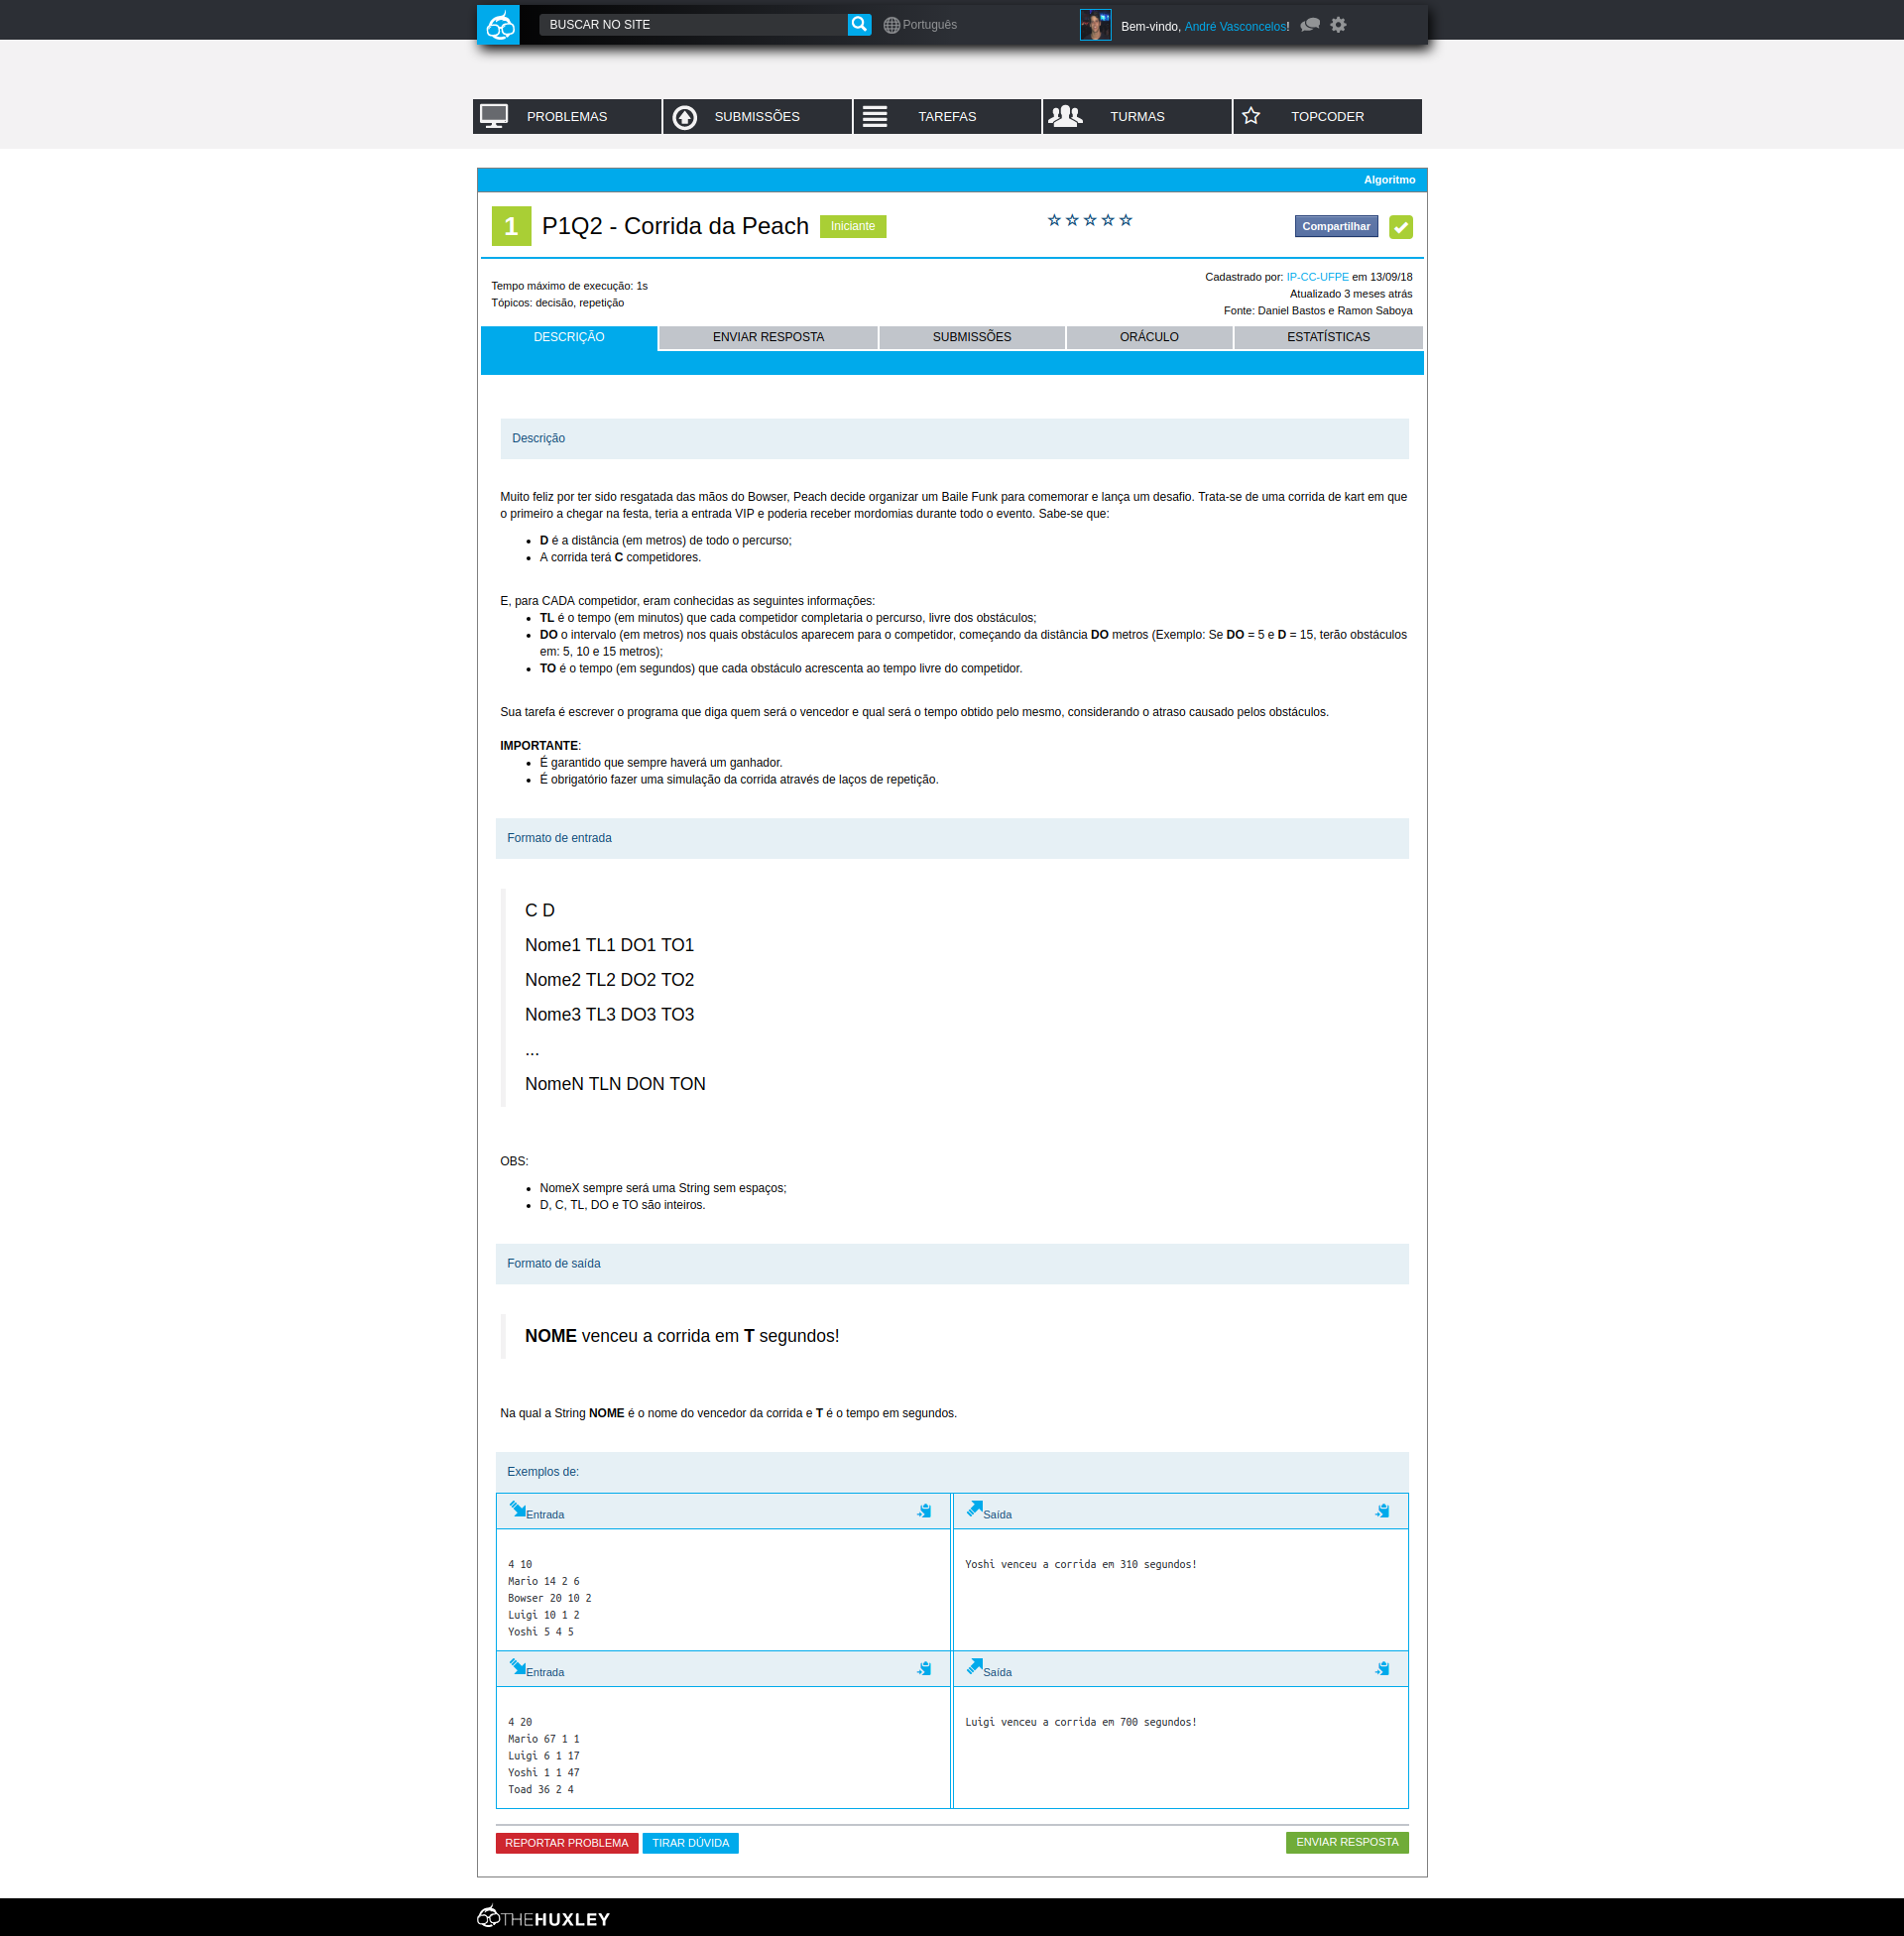 BUSCAR NO SITE
Português
Bem-vindo, André Vasconcelos!
PROBLEMAS
SUBMISSÕES
TAREFAS
TURMAS
TOPCODER
Algoritmo
1
P1Q2 - Corrida da Peach
Iniciante
Compartilhar
Tempo máximo de execução: 1s
Tópicos: decisão, repetição
Cadastrado por: IP-CC-UFPE em 13/09/18
Atualizado 3 meses atrás
Fonte: Daniel Bastos e Ramon Saboya
DESCRIÇÃO
ENVIAR RESPOSTA
SUBMISSÕES
ORÁCULO
ESTATÍSTICAS
Descrição
Muito feliz por ter sido resgatada das mãos do Bowser, Peach decide organizar um Baile Funk para comemorar e lança um desafio. Trata-se de uma corrida de kart em que
o primeiro a chegar na festa, teria a entrada VIP e poderia receber mordomias durante todo o evento. Sabe-se que:
• D é a distância (em metros) de todo o percurso;
• A corrida terá C competidores.
E, para CADA competidor, eram conhecidas as seguintes informações:
• TL é o tempo (em minutos) que cada competidor completaria o percurso, livre dos obstáculos;
• DO o intervalo (em metros) nos quais obstáculos aparecem para o competidor, começando da distância DO metros (Exemplo: Se DO = 5 e D = 15, terão obstáculos
em: 5, 10 e 15 metros);
• TO é o tempo (em segundos) que cada obstáculo acrescenta ao tempo livre do competidor.
Sua tarefa é escrever o programa que diga quem será o vencedor e qual será o tempo obtido pelo mesmo, considerando o atraso causado pelos obstáculos.
IMPORTANTE:
• É garantido que sempre haverá um ganhador.
• É obrigatório fazer uma simulação da corrida através de laços de repetição.
Formato de entrada
C D
Nome1 TL1 DO1 TO1
Nome2 TL2 DO2 TO2
Nome3 TL3 DO3 TO3
...
NomeN TLN DON TON
OBS:
• NomeX sempre será uma String sem espaços;
• D, C, TL, DO e TO são inteiros.
Formato de saída
NOME venceu a corrida em T segundos!
Na qual a String NOME é o nome do vencedor da corrida e T é o tempo em segundos.
Exemplos de:
Entrada
Saída
4 10
Mario 14 2 6
Bowser 20 10 2
Luigi 10 1 2
Yoshi 5 4 5
Yoshi venceu a corrida em 310 segundos!
Entrada
Saída
4 20
Mario 67 1 1
Luigi 6 1 17
Yoshi 1 1 47
Toad 36 2 4
Luigi venceu a corrida em 700 segundos!
REPORTAR PROBLEMA
TIRAR DÚVIDA
ENVIAR RESPOSTA
THEHUXLEY